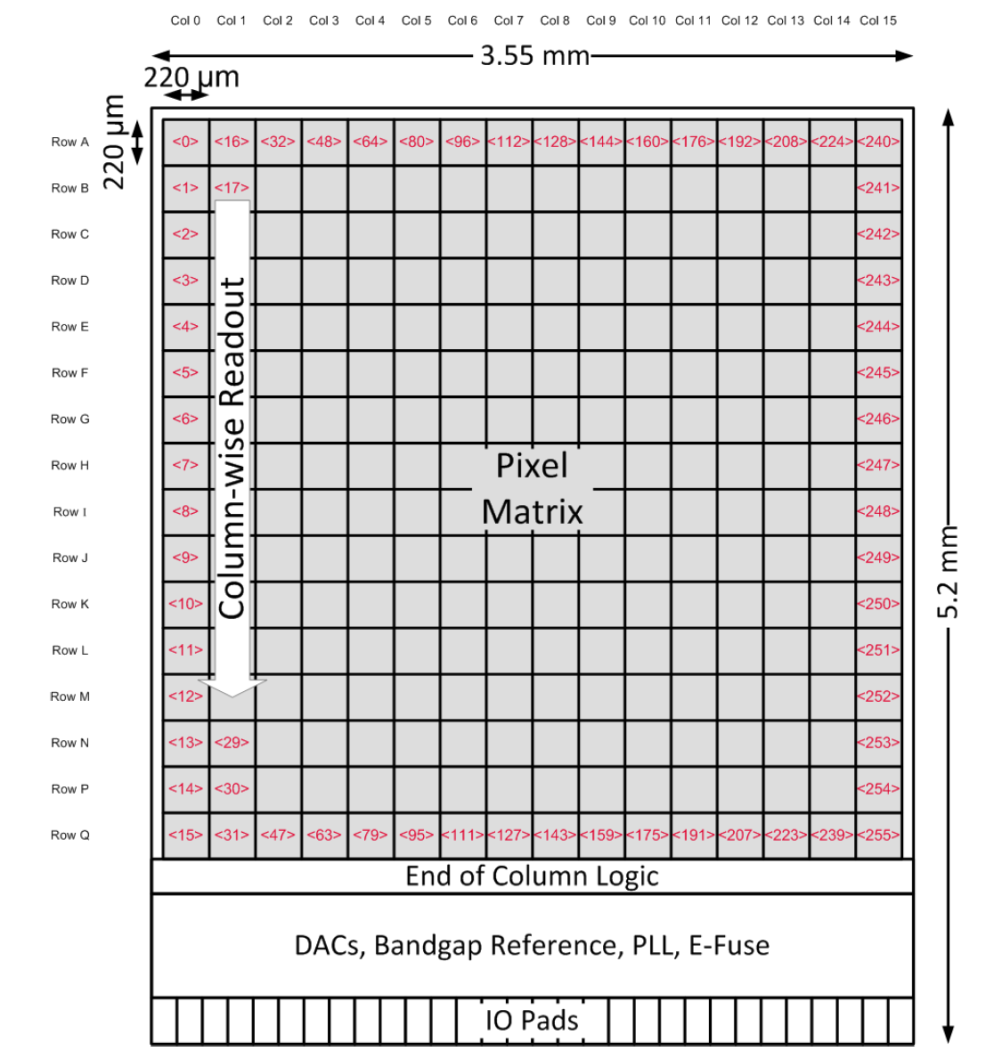 Col 0 Col 1 Col 2 Col 3 Col 4 Col 5 Col 6 Col 7 Col 8 Col 9 Col 10 Col 11 Col 12 Col 13 Col 14 Col 15
3.55 mm
220 µm
220 µm
Row A <0> <16> <32> <48> <64> <80> <96> <112> <128> <144> <160> <176> <192> <208> <224> <240>
Row B <1> <17> <241>
Row C <2> <242>
Row D <3> <243>
Row E <4> <244>
Row F <5> <245>
Row G <6> <246>
Row H <7> <247>
Row I <8> <248>
Row J <9> <249>
Row K <10> <250>
Row L <11> <251>
Row M <12> <252>
Row N <13> <29> <253>
Row P <14> <30> <254>
Row Q <15> <31> <47> <63> <79> <95> <111> <127> <143> <159> <175> <191> <207> <223> <239> <255>
Column-wise Readout
Pixel
Matrix
5.2 mm
End of Column Logic
DACs, Bandgap Reference, PLL, E-Fuse
IO Pads